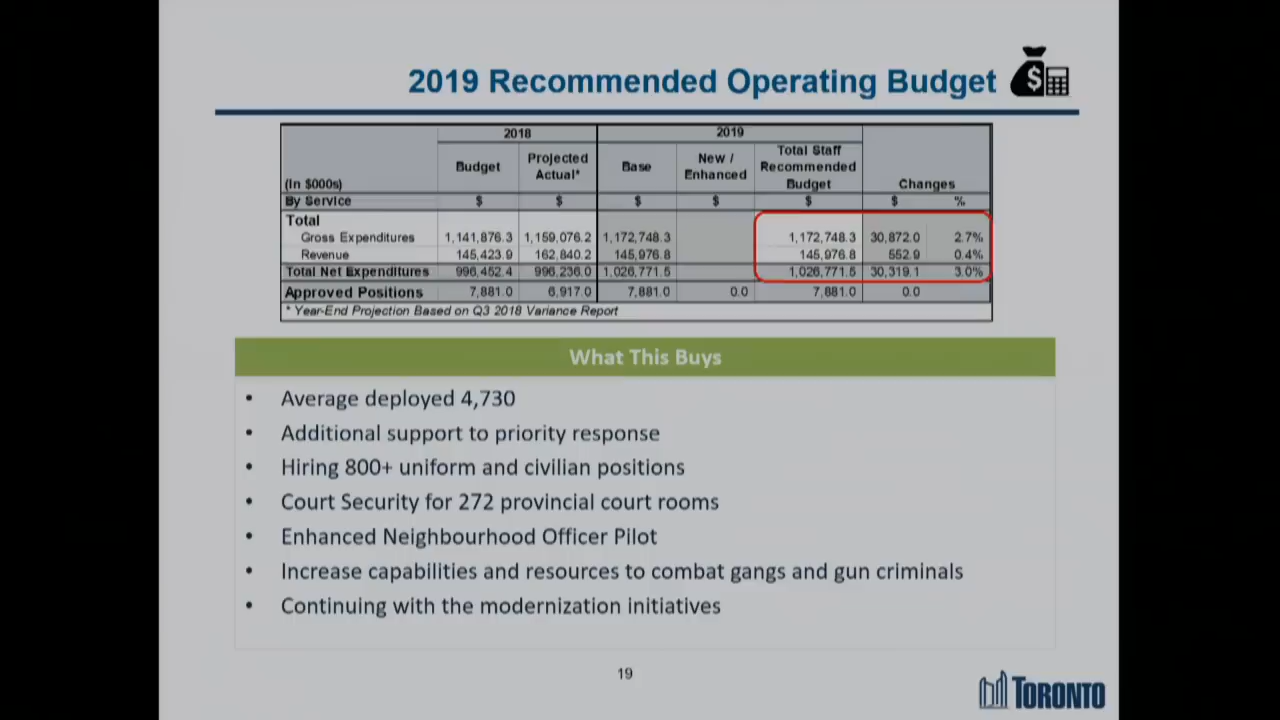 2019 Recommended Operating Budget
2018 2019
(In $000s) Budget Projected Actual* Base New / Enhanced Total Staff Recommended Budget Changes
By Service $ $ $ $ $ $ %
Total
Gross Expenditures 1,141,876.3 1,159,076.2 1,172,748.3 1,172,748.3 30,872.0 2.7%
Revenue 145,423.9 162,840.2 145,976.8 145,976.8 552.9 0.4%
Total Net Expenditures 996,452.4 996,236.0 1,026,771.5 1,026,771.5 30,319.1 3.0%
Approved Positions 7,881.0 6,917.0 7,881.0 0.0 7,881.0 0.0
* Year-End Projection Based on Q3 2018 Variance Report
What This Buys
• Average deployed 4,730
• Additional support to priority response
• Hiring 800+ uniform and civilian positions
• Court Security for 272 provincial court rooms
• Enhanced Neighbourhood Officer Pilot
• Increase capabilities and resources to combat gangs and gun criminals
• Continuing with the modernization initiatives
19
TORONTO